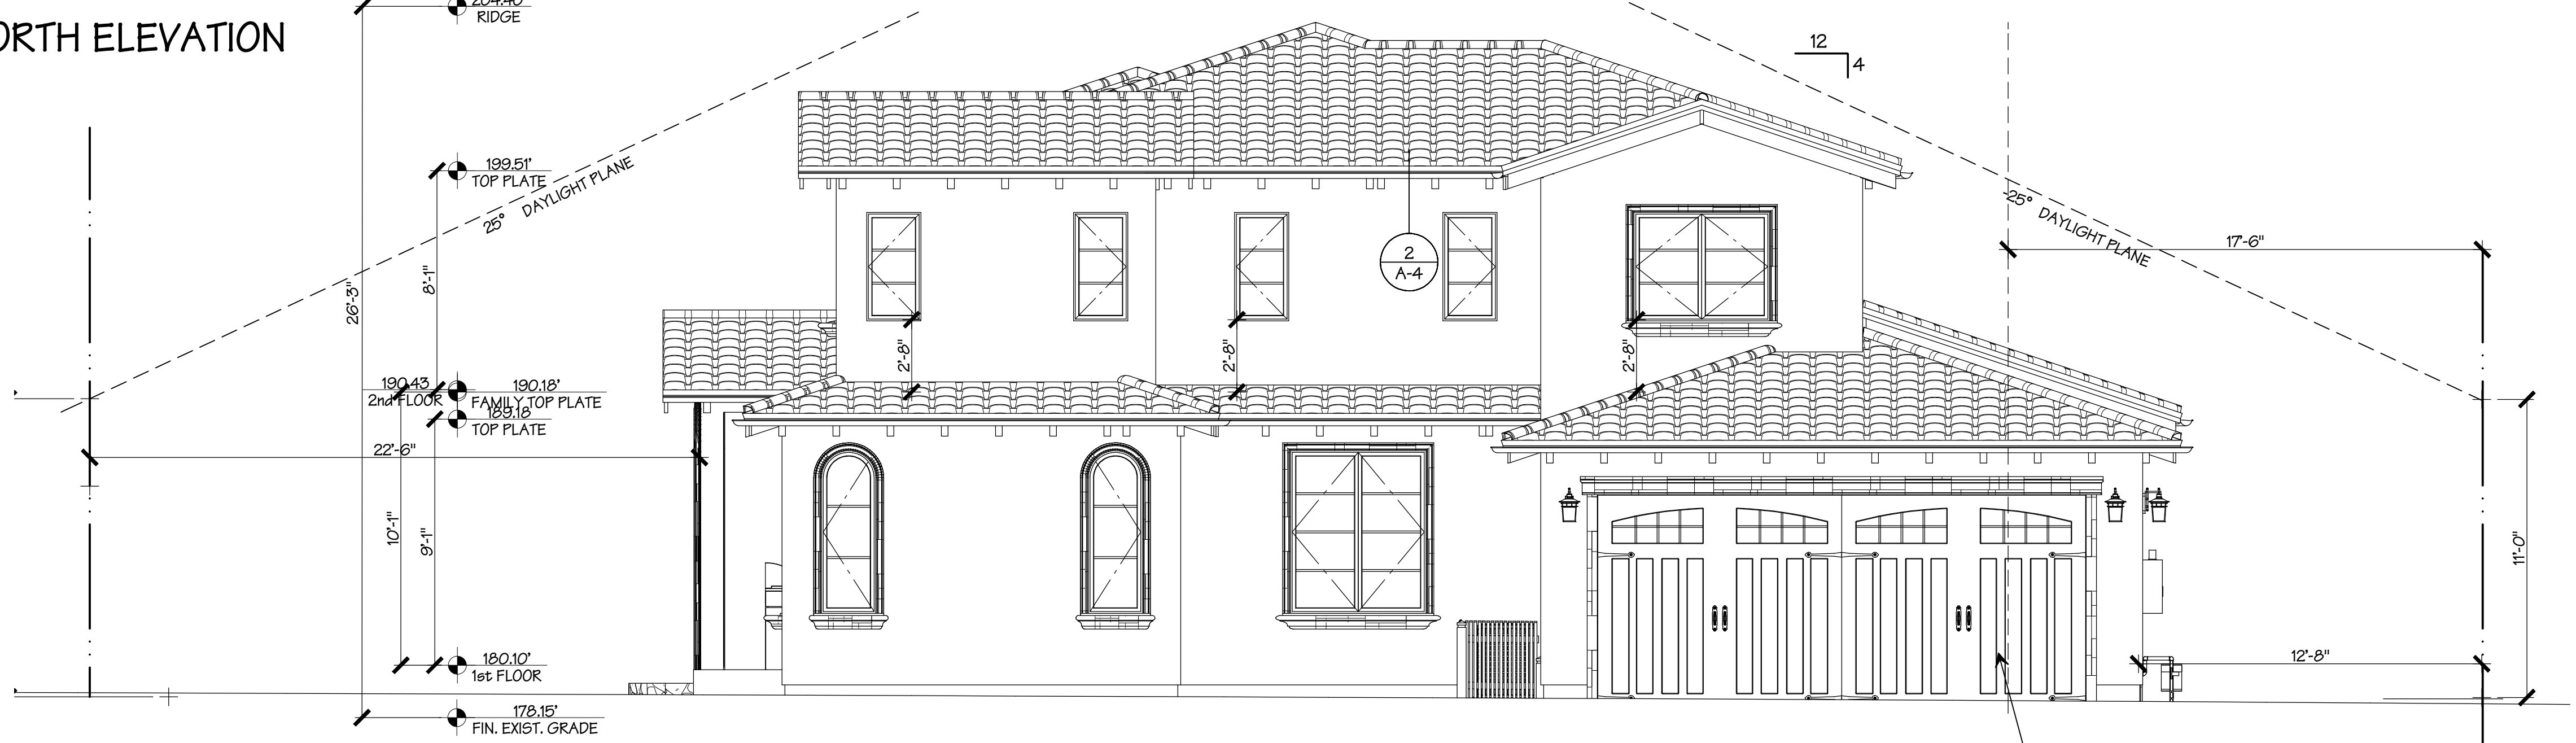 ORTH ELEVATION
204.40'
RIDGE
12
4
199.51'
TOP PLATE
25° DAYLIGHT PLANE
25° DAYLIGHT PLANE
17'-6"
2
A-4
8'-1"
26'-3"
2'-8"
2'-8"
2'-8"
190.43
2nd FLOOR
190.18'
FAMILY TOP PLATE
189.18
TOP PLATE
22'-6"
10'-1"
9'-1"
11'-0"
12'-8"
180.10'
1st FLOOR
178.15'
FIN. EXIST. GRADE